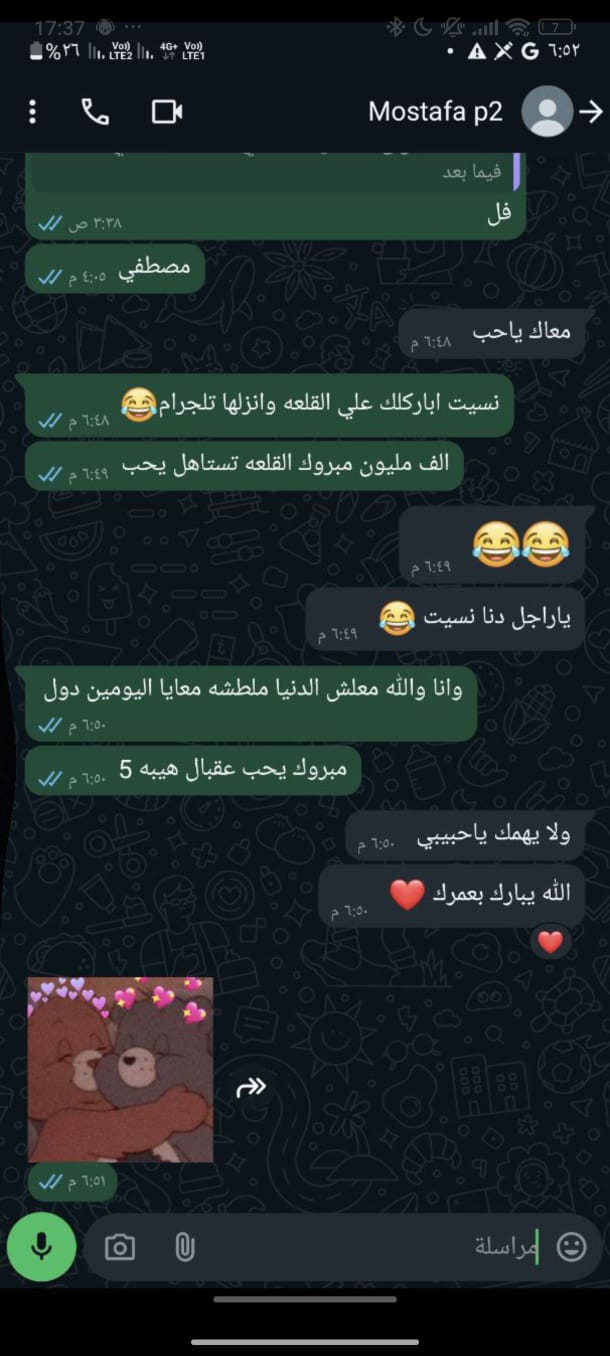 17:37
7
%٢٦ Vo)) LTE2 4G+ Vo)) LTE1
G ٦:٥٢
Mostafa p2
فيما بعد
فل
٣:٣٨ ص
مصطفي
٤:٠٥ م
معاك ياحب
٦:٤٨ م
نسيت اباركلك علي القلعه وانزلها تلجرام😂
٦:٤٨ م
الف مليون مبروك القلعه تستاهل يحب
٦:٤٩ م
😂😂
٦:٤٩ م
ياراجل دنا نسيت 😂
٦:٤٩ م
وانا والله معلش الدنيا ملطشه معايا اليومين دول
٦:٥٠ م
مبروك يحب عقبال هيبه 5
٦:٥٠ م
ولا يهمك ياحبيبي
٦:٥٠ م
الله يبارك بعمرك ❤️
٦:٥٠ م
❤️
٦:٥١ م
مراسلة